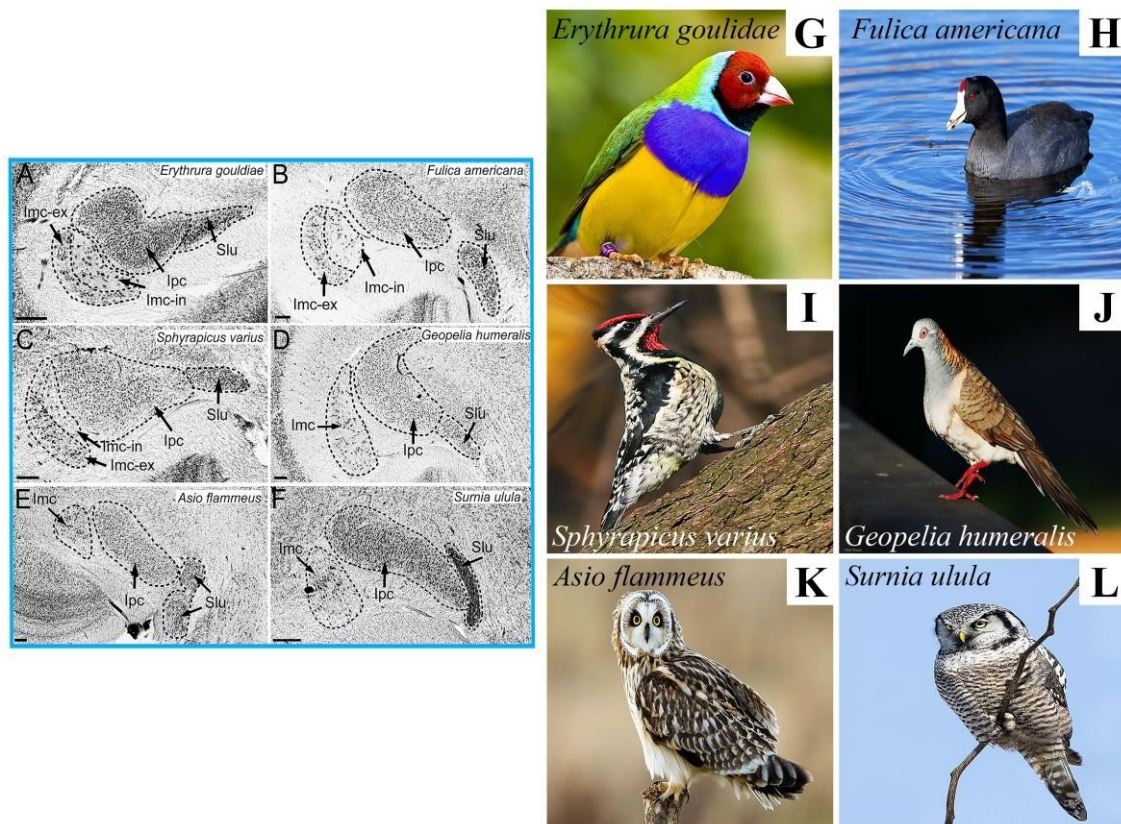 A
Erythrura gouldiae
Imc-ex
Slu
Ipc
Imc-in
B
Fulica americana
Slu
Ipc
Imc-in
Imc-ex
C
Sphyrapicus varius
Slu
Ipc
Imc-in
Imc-ex
D
Geopelia humeralis
Imc
Slu
Ipc
E
Asio flammeus
Imc
Ipc
Slu
F
Surnia ulula
Imc
Slu
Ipc
Erythrura goulidae G
Fulica americana H
I
Sphyrapicus varius
J
Geopelia humeralis
Asio flammeus K
Surnia ulula L